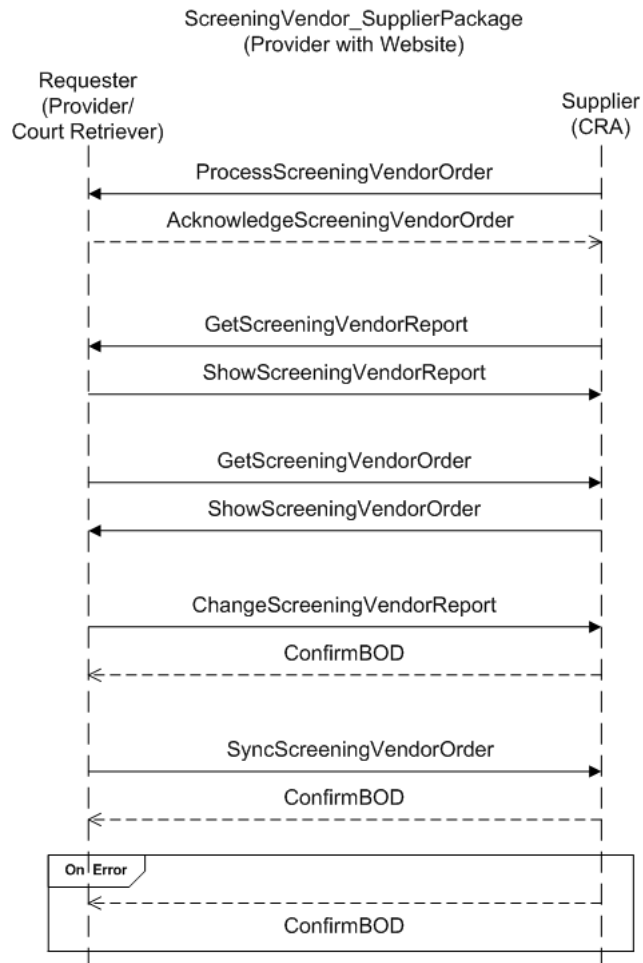 ScreeningVendor_SupplierPackage
(Provider with Website)
Requester
(Provider/
Court Retriever)
Supplier
(CRA)
ProcessScreeningVendorOrder
AcknowledgeScreeningVendorOrder
GetScreeningVendorReport
ShowScreeningVendorReport
GetScreeningVendorOrder
ShowScreeningVendorOrder
ChangeScreeningVendorReport
ConfirmBOD
SyncScreeningVendorOrder
ConfirmBOD
On Error
ConfirmBOD